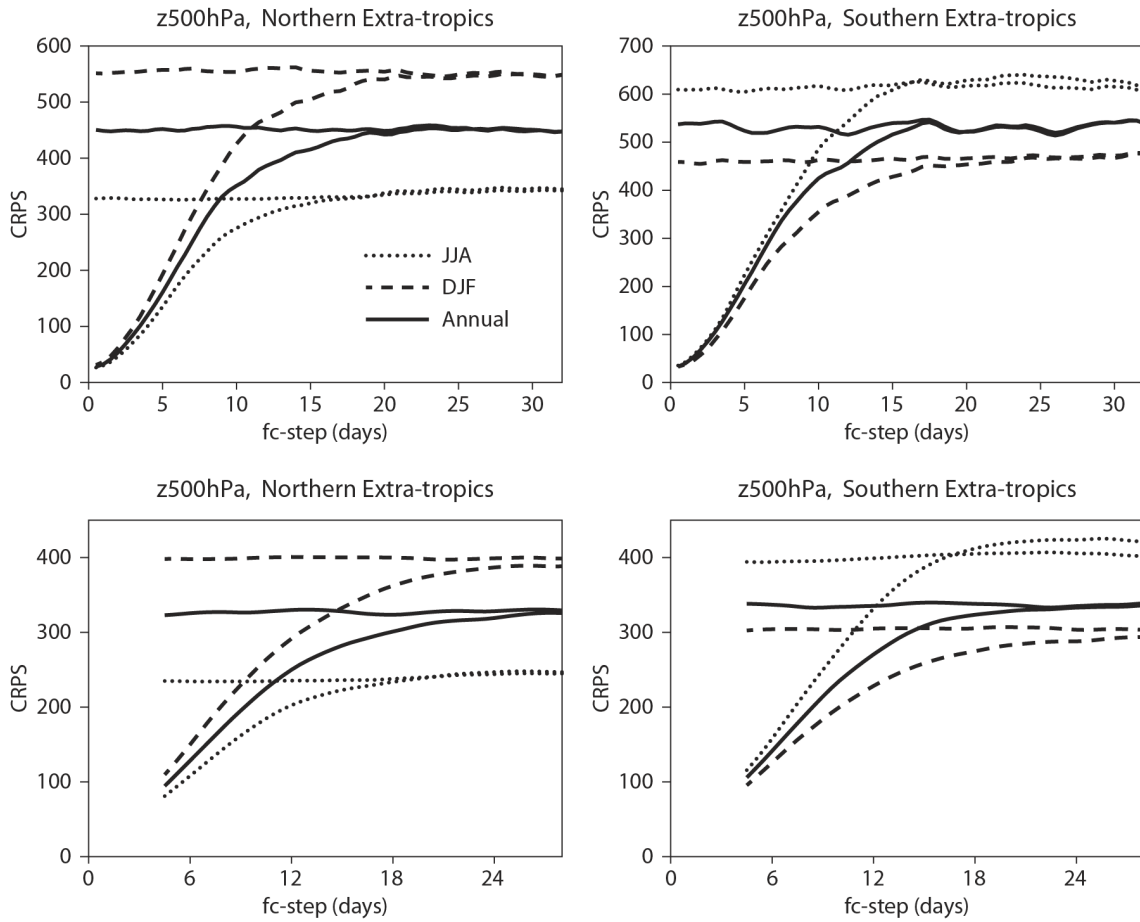 z500hPa, Northern Extra-tropics
600
500
400
300
200
100
0
CRPS
JJA
DJF
Annual
0 5 10 15 20 25 30
fc-step (days)
z500hPa, Southern Extra-tropics
700
600
500
400
300
200
100
0
CRPS
0 5 10 15 20 25 30
fc-step (days)
z500hPa, Northern Extra-tropics
400
300
200
100
0
CRPS
0 6 12 18 24
fc-step (days)
z500hPa, Southern Extra-tropics
400
300
200
100
0
CRPS
0 6 12 18 24
fc-step (days)